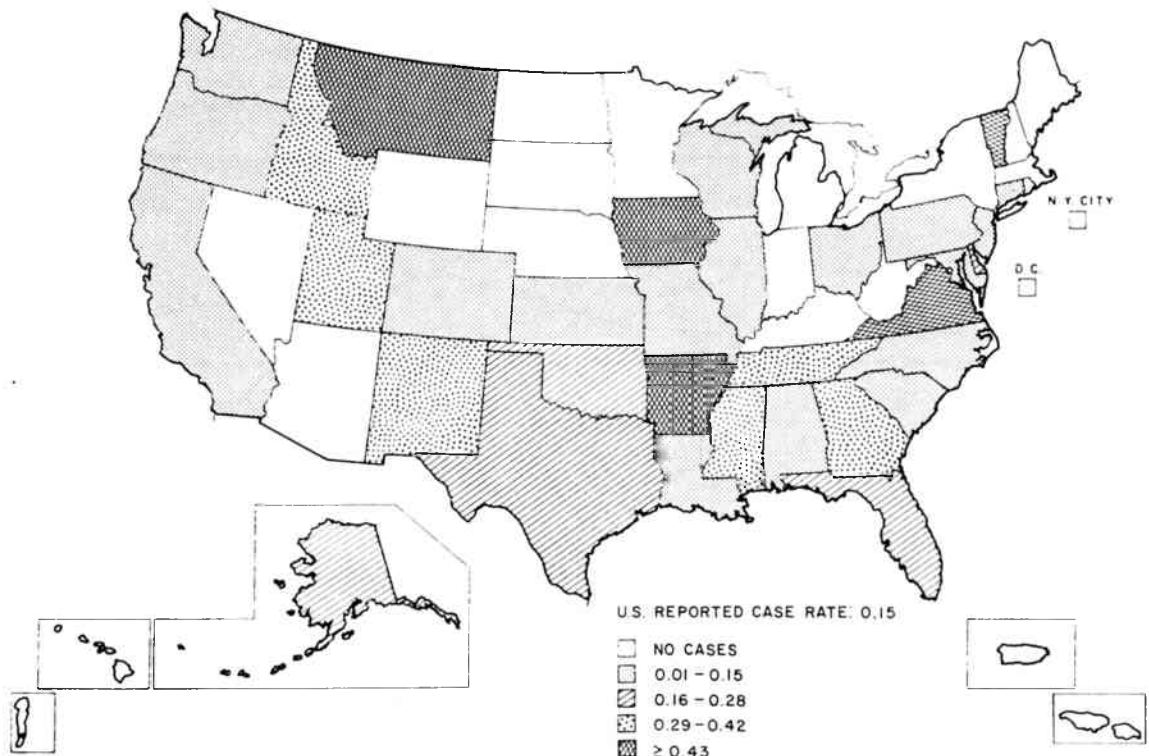 N.Y. CITY
D.C.
U.S. REPORTED CASE RATE: 0.15
NO CASES
0.01 – 0.15
0.16 – 0.28
0.29 – 0.42
≥ 0.43